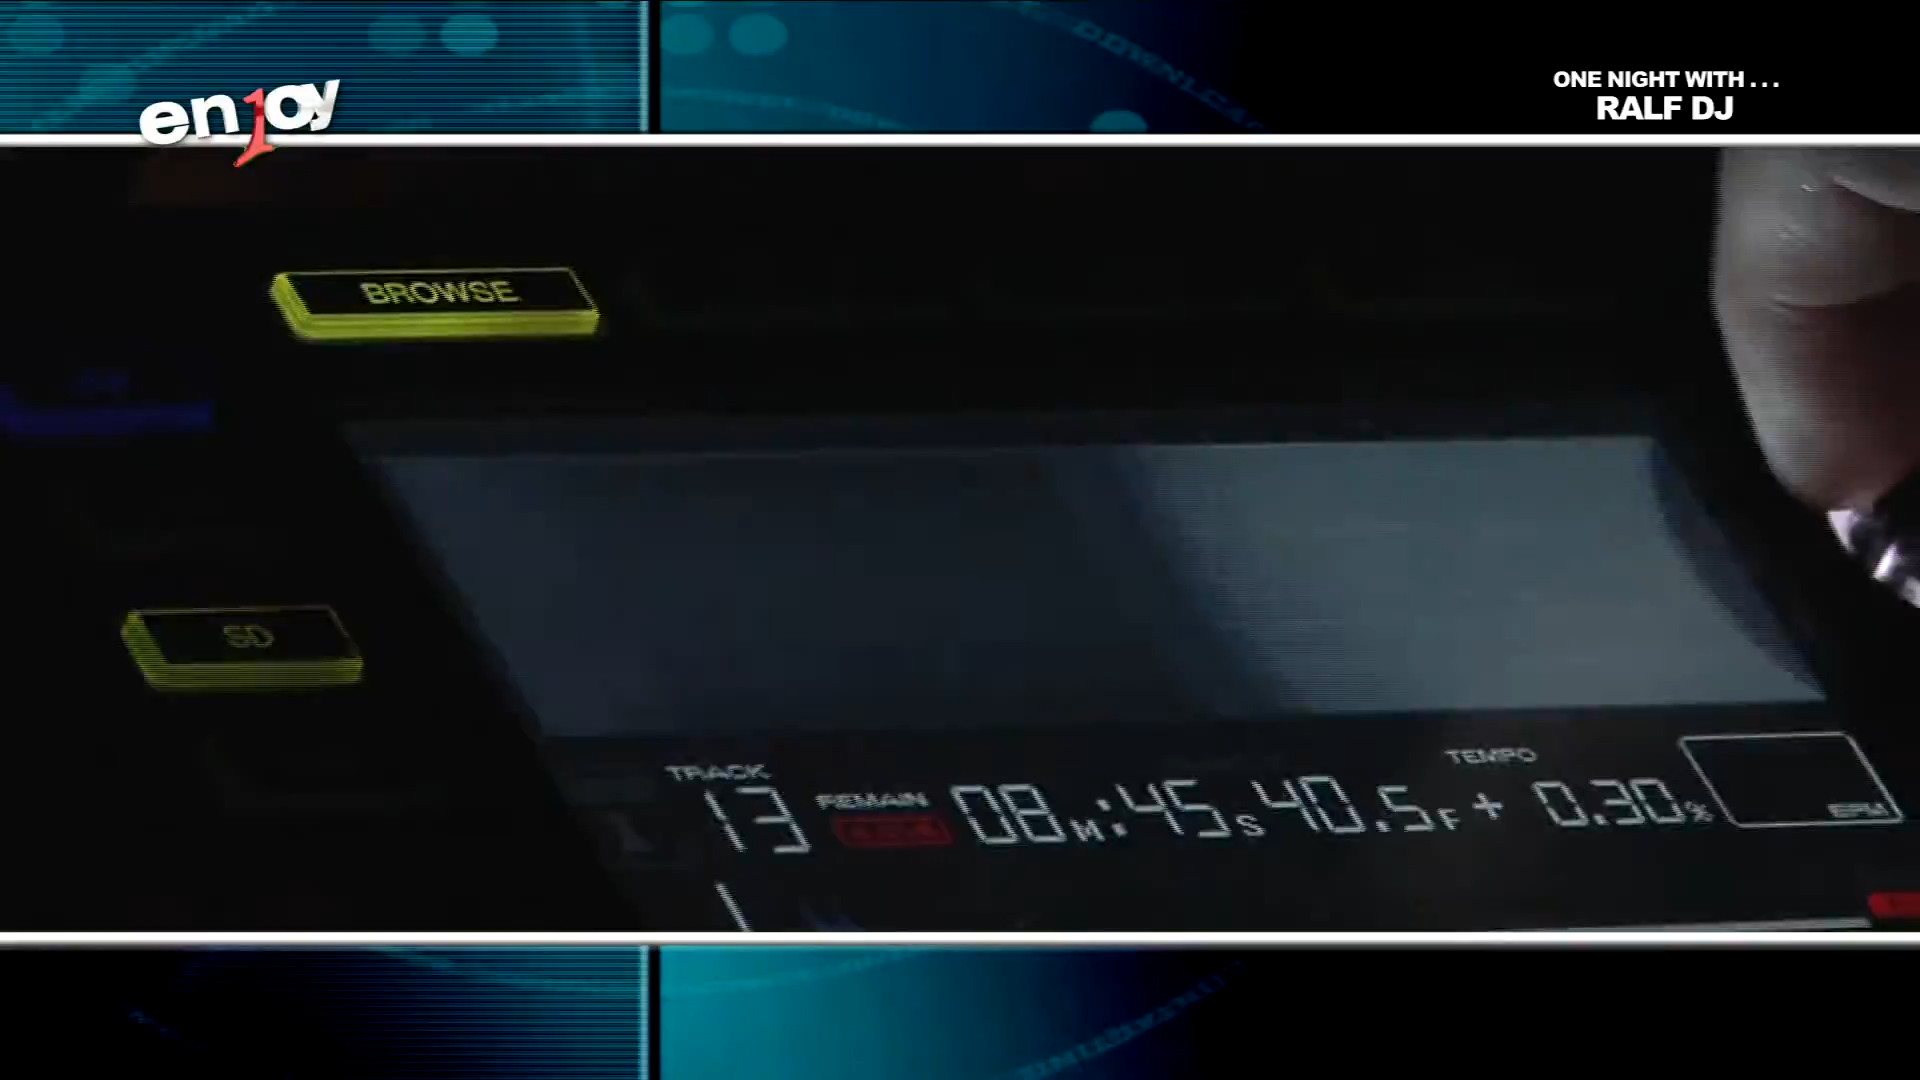 enjoy
ONE NIGHT WITH . . .
RALF DJ
BROWSE
SD
TRACK
TEMPO
13 REMAIN 08M:45S40.5F + 0.30%
BPM